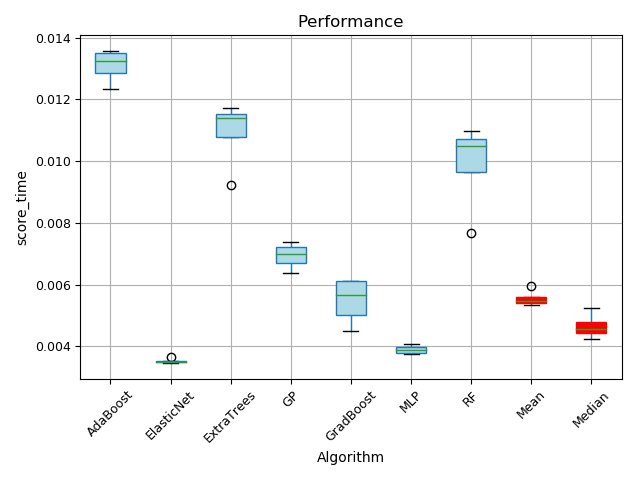 Performance
score_time
0.014
0.012
0.010
0.008
0.006
0.004
AdaBoost
ElasticNet
ExtraTrees
GP
GradBoost
MLP
RF
Mean
Median
Algorithm